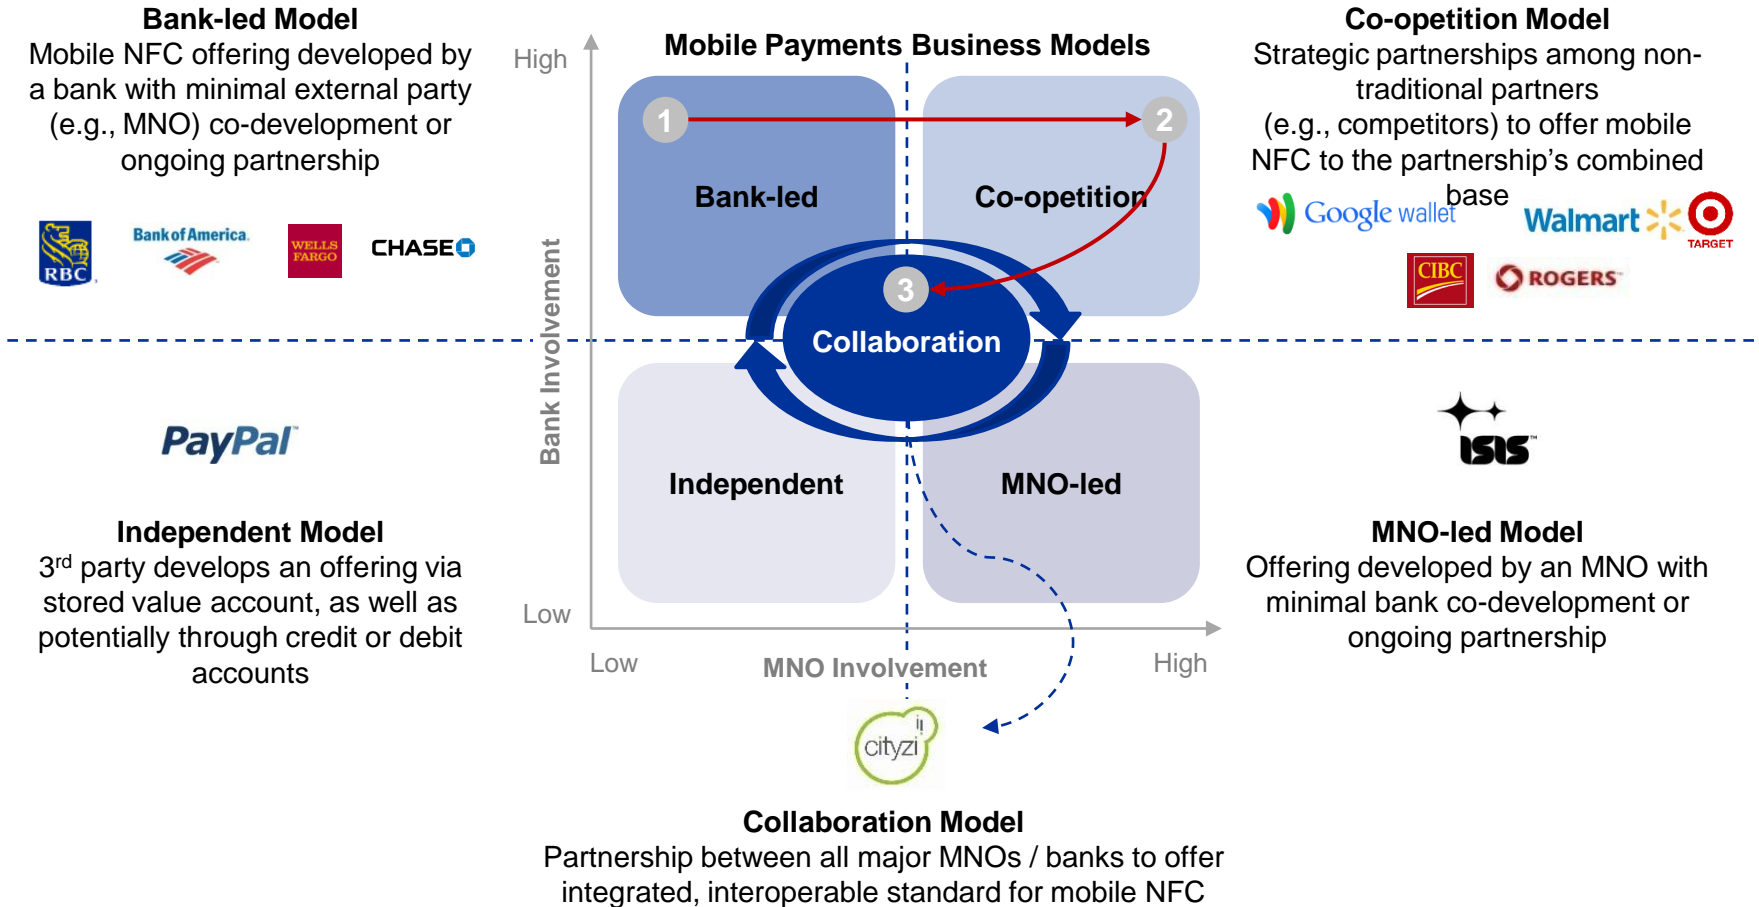 Bank-led Model
Mobile NFC offering developed by
a bank with minimal external party
(e.g., MNO) co-development or
ongoing partnership
RBC
Bank of America.
WELLS
FARGO
CHASE
Mobile Payments Business Models
High
1
2
Bank-led
Co-opetition
3
Collaboration
Bank Involvement
Independent
MNO-led
Low
Low
MNO Involvement
High
Co-opetition Model
Strategic partnerships among non-
traditional partners
(e.g., competitors) to offer mobile
NFC to the partnership’s combined
base
Google wallet
Walmart
TARGET
CIBC
ROGERS™
PayPal™
Independent Model
3rd party develops an offering via
stored value account, as well as
potentially through credit or debit
accounts
ISIS™
MNO-led Model
Offering developed by an MNO with
minimal bank co-development or
ongoing partnership
cityzi
Collaboration Model
Partnership between all major MNOs / banks to offer
integrated, interoperable standard for mobile NFC